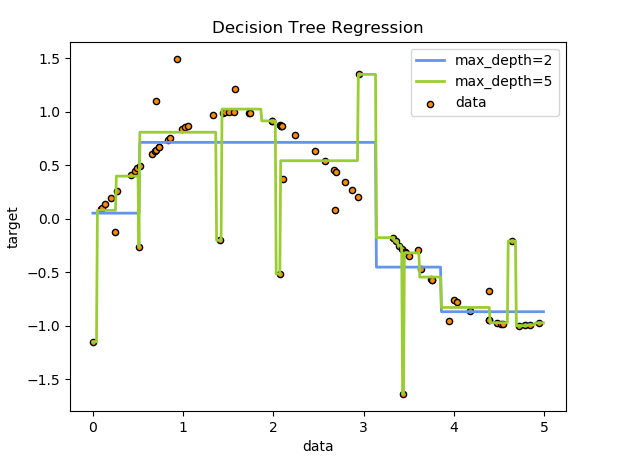 Decision Tree Regression
max_depth=2
max_depth=5
data
target
1.5
1.0
0.5
0.0
−0.5
−1.0
−1.5
0 1 2 3 4 5
data